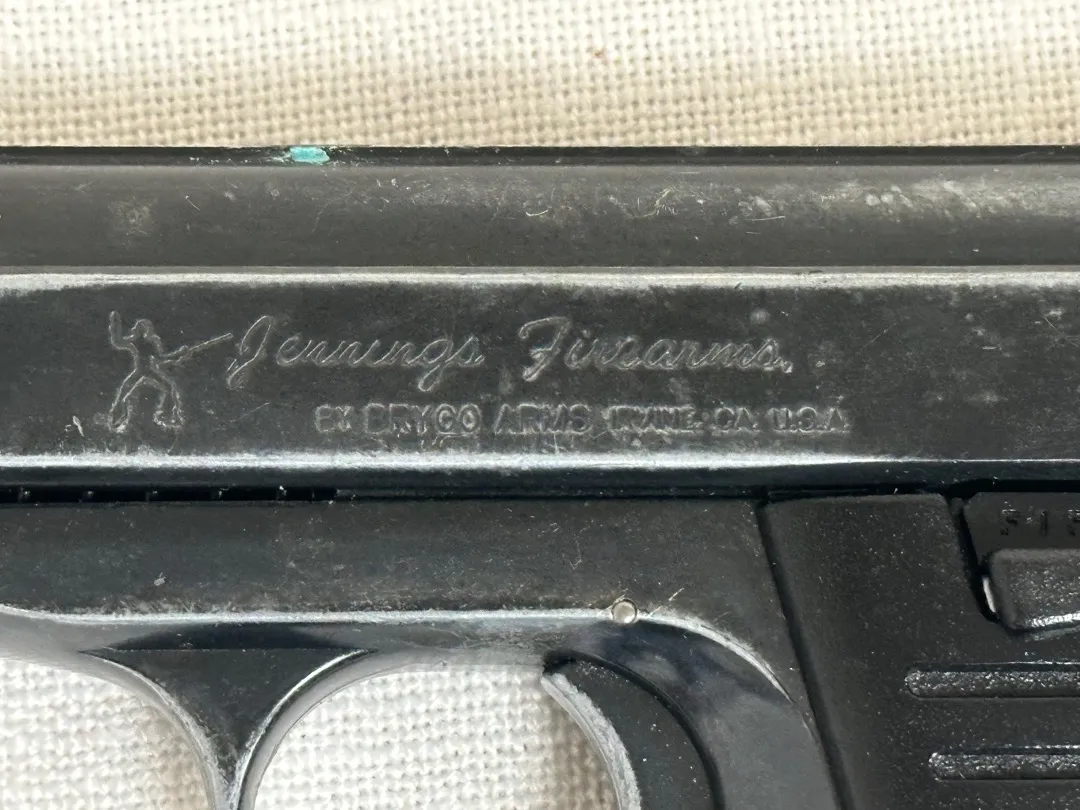 Jennings Firearms,
BY BRYCO ARMS IRVINE, CA. U.S.A.